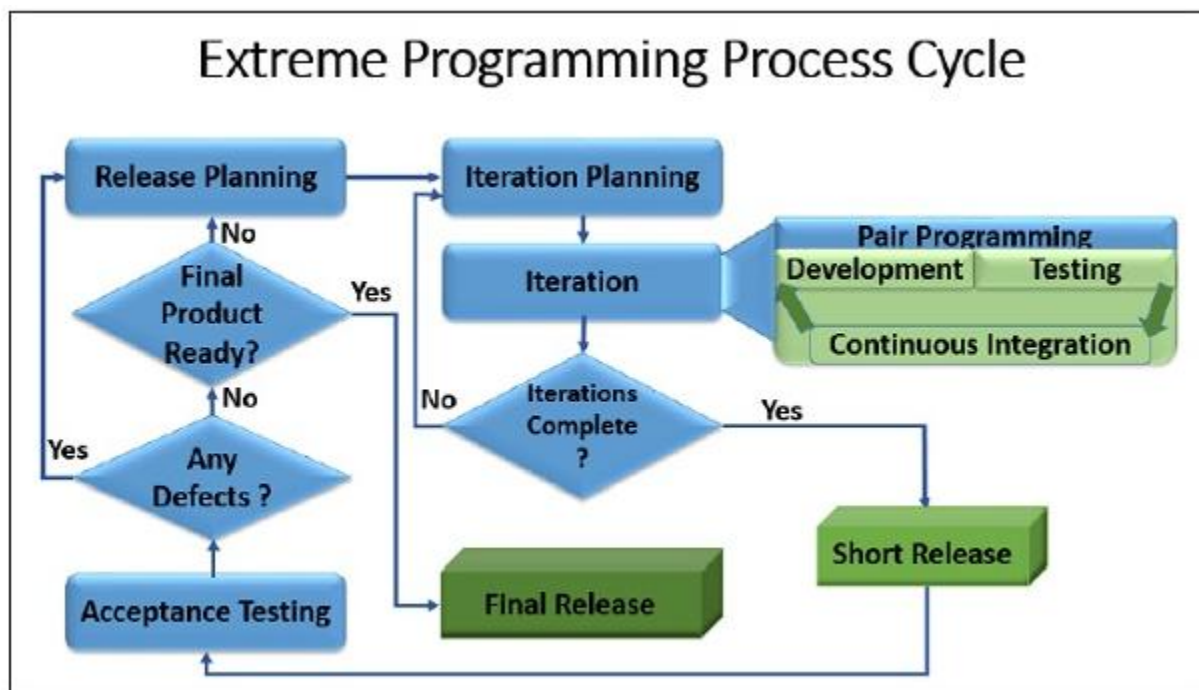 Extreme Programming Process Cycle
Release Planning
Iteration Planning
No
Final
Product
Ready?
Yes
Iteration
Pair Programming
Development
Testing
Continuous Integration
No
Any
Defects ?
Yes
Iterations
Complete
?
No
Yes
Short Release
Final Release
Acceptance Testing